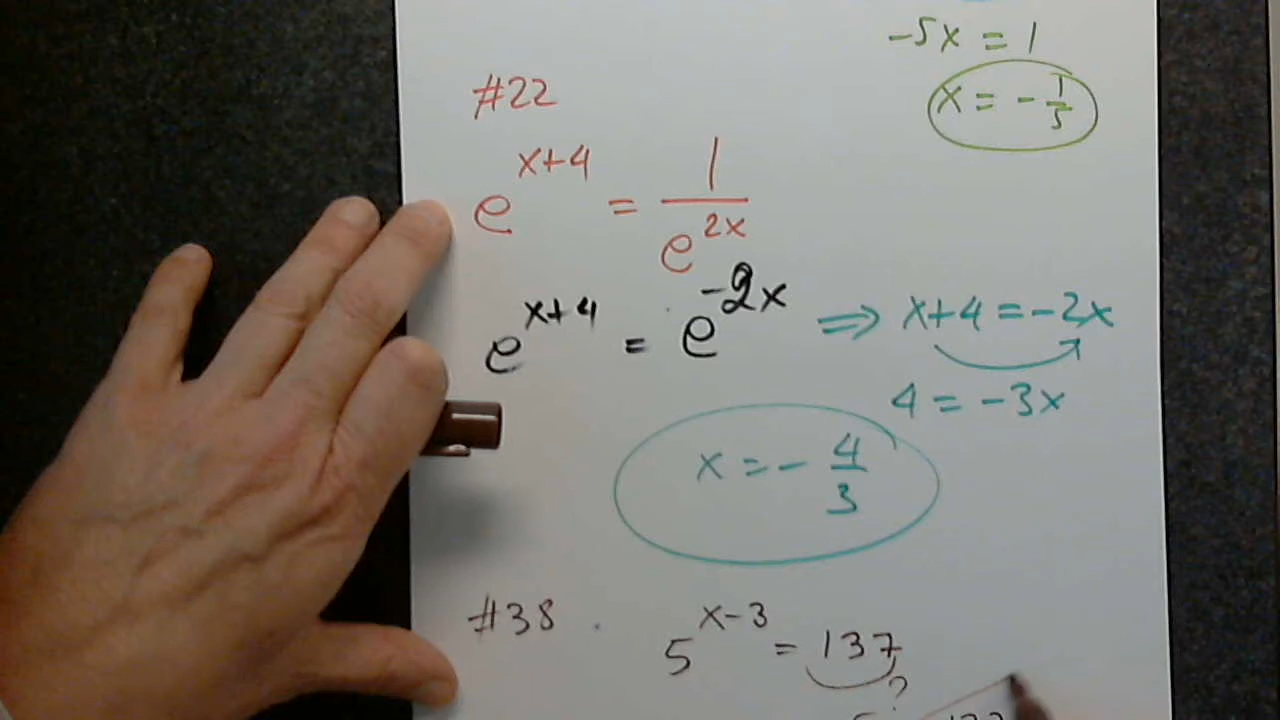 -5x = 1
x = - 1/5
#22
e^{x+4} = 1/e^{2x}
e^{x+4} = e^{-2x} ⇒ x+4 = -2x
4 = -3x
x = - 4/3
#38. 5^{x-3} = 137
?